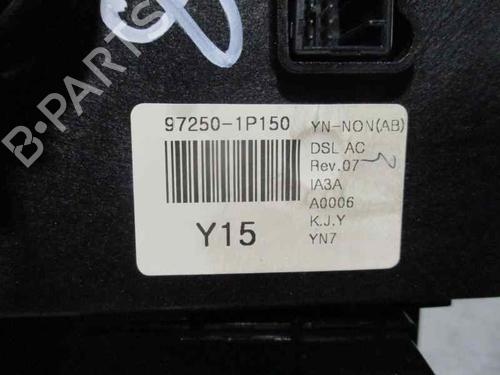 97250-1P150
YN-NON(AB)
DSL AC
Rev.07
IA3A
A0006
K.J.Y
YN7
Y15
B-PARTS